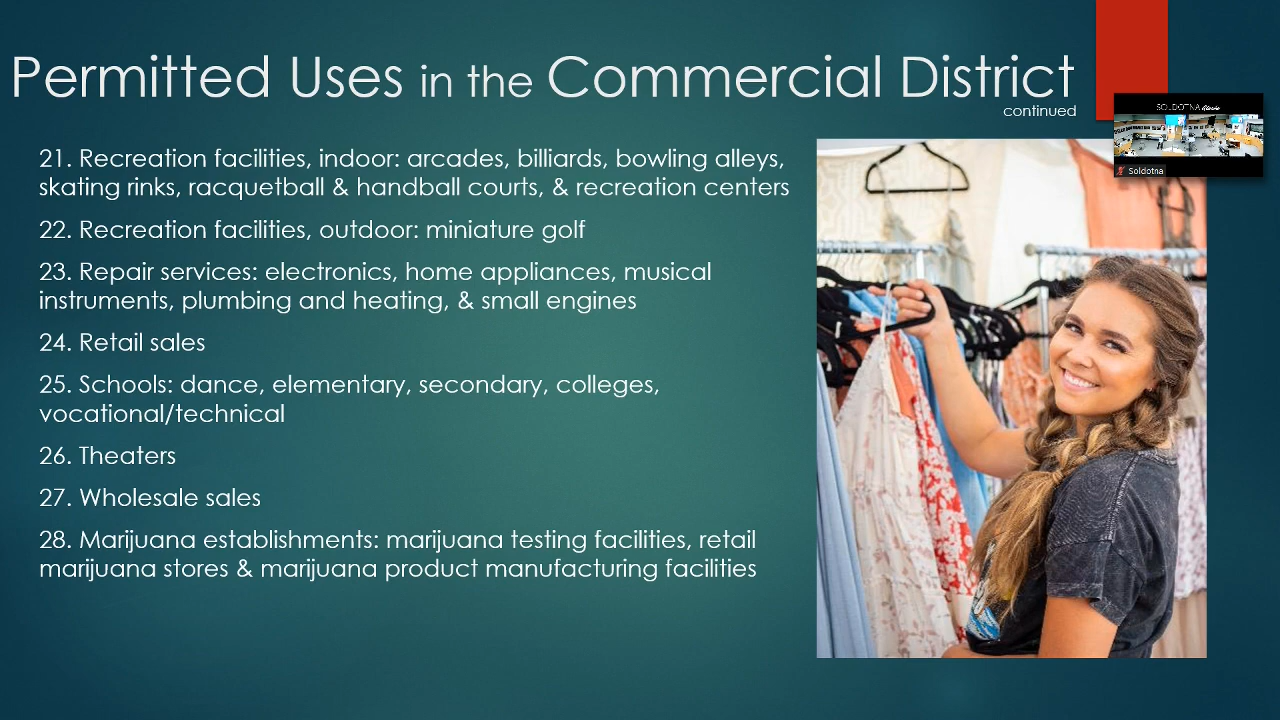 Permitted Uses in the Commercial District
continued
SOLDOTNA Alaska
Soldotna
21. Recreation facilities, indoor: arcades, billiards, bowling alleys,
skating rinks, racquetball & handball courts, & recreation centers
22. Recreation facilities, outdoor: miniature golf
23. Repair services: electronics, home appliances, musical
instruments, plumbing and heating, & small engines
24. Retail sales
25. Schools: dance, elementary, secondary, colleges,
vocational/technical
26. Theaters
27. Wholesale sales
28. Marijuana establishments: marijuana testing facilities, retail
marijuana stores & marijuana product manufacturing facilities